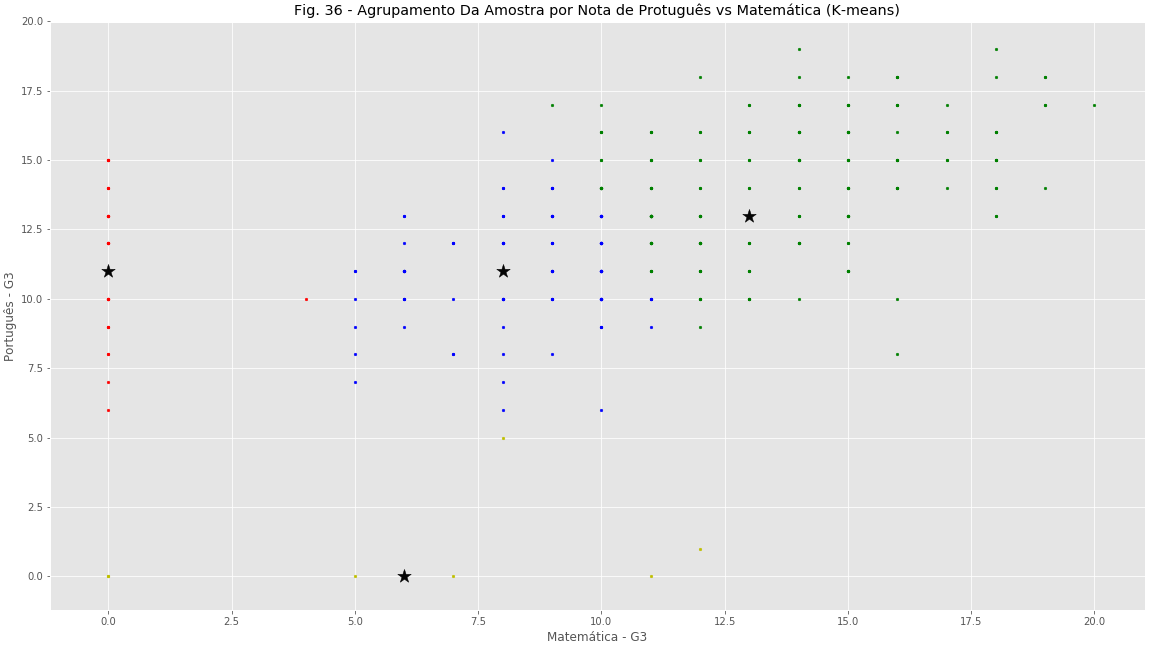 Fig. 36 - Agrupamento Da Amostra por Nota de Protuguês vs Matemática (K-means)
20.0
17.5
15.0
12.5
10.0
7.5
5.0
2.5
0.0
Português - G3
0.0 2.5 5.0 7.5 10.0 12.5 15.0 17.5 20.0
Matemática - G3